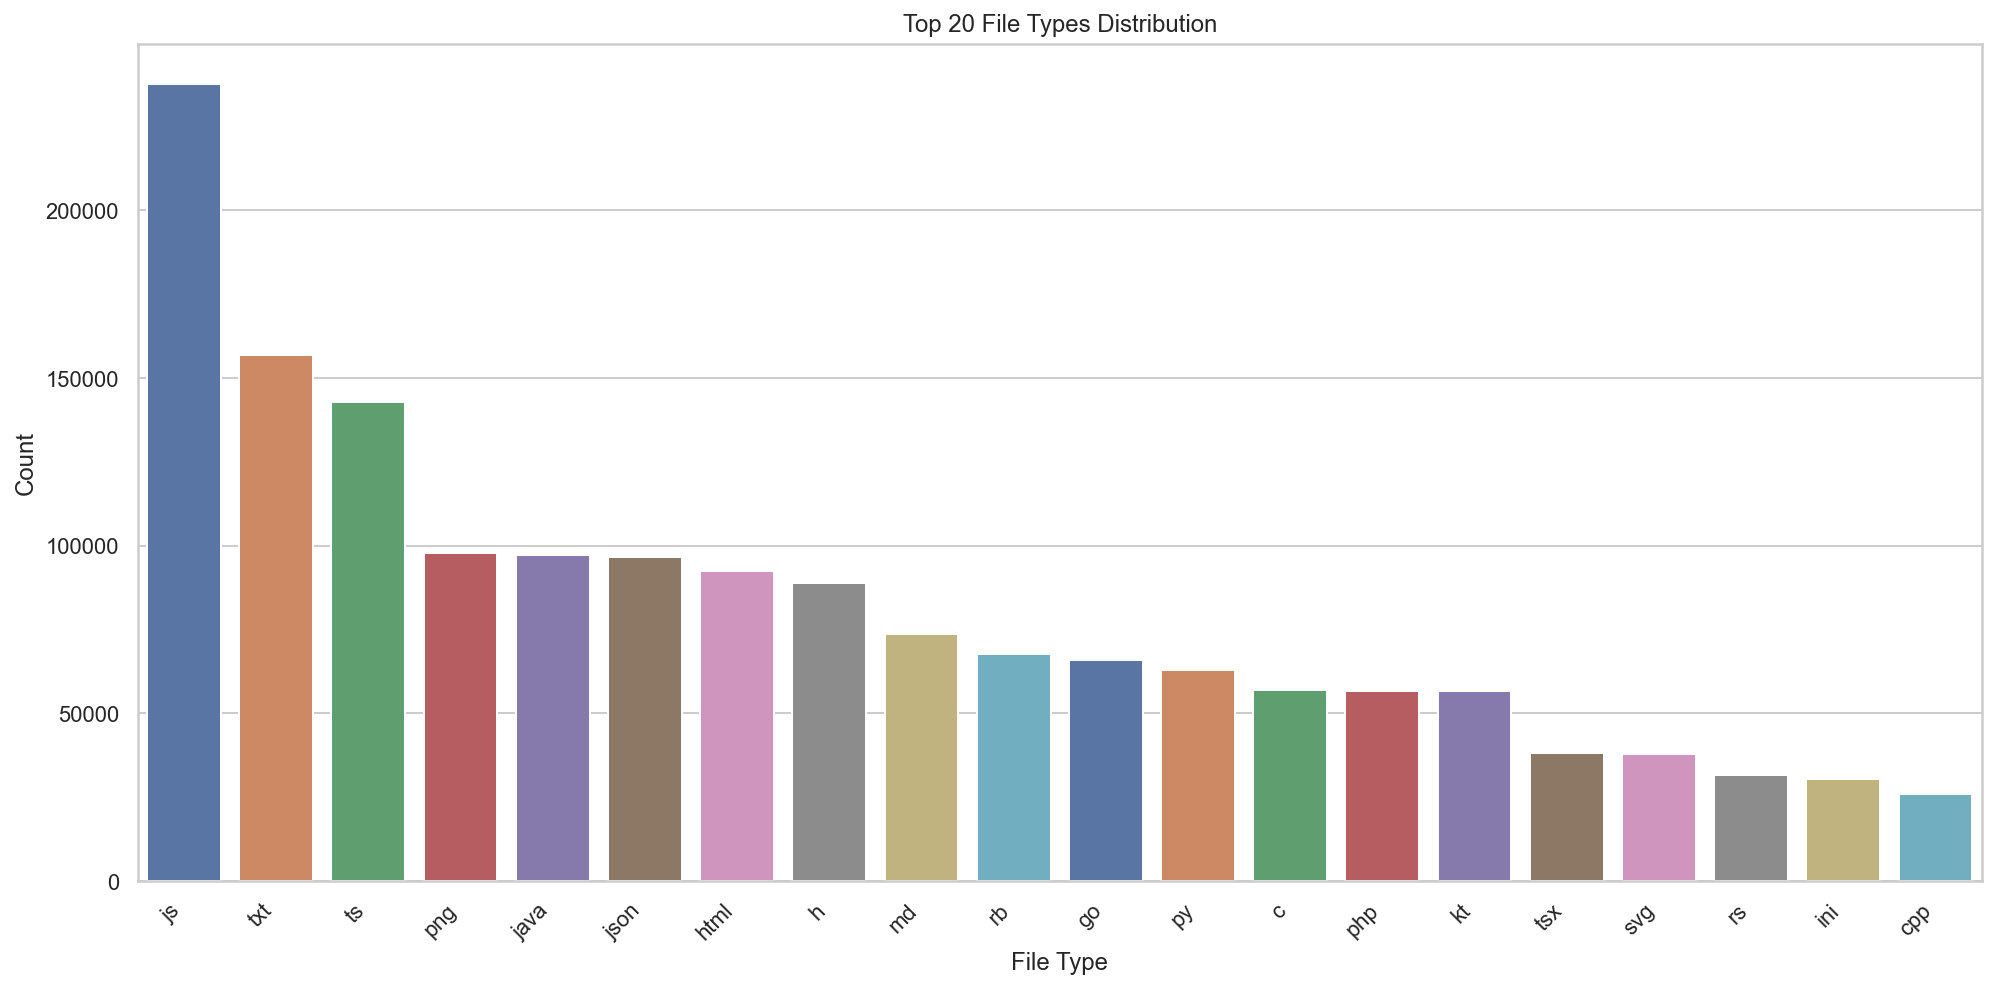 Top 20 File Types Distribution
Count
200000
150000
100000
50000
0
js
txt
ts
png
java
json
html
h
md
rb
go
py
c
php
kt
tsx
svg
rs
ini
cpp
File Type